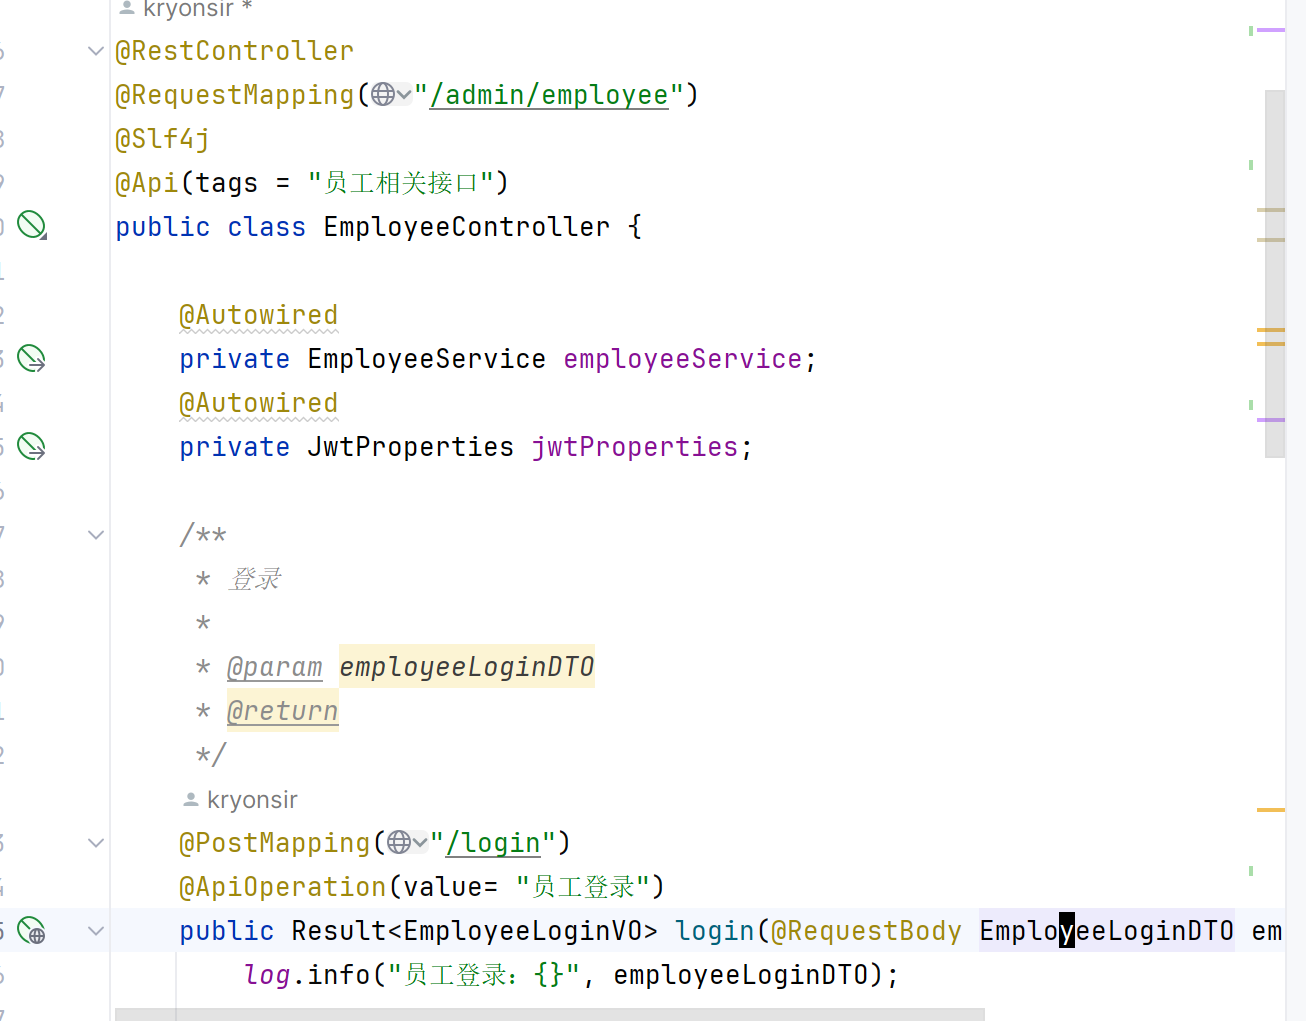 kryonsir *
@RestController
@RequestMapping("/admin/employee")
@Slf4j
@Api(tags = "员工相关接口")
public class EmployeeController {
@Autowired
private EmployeeService employeeService;
@Autowired
private JwtProperties jwtProperties;
/**
* 登录
*
* @param employeeLoginDTO
* @return
*/
kryonsir
@PostMapping("/login")
@ApiOperation(value= "员工登录")
public Result<EmployeeLoginVO> login(@RequestBody EmployeeLoginDTO em
log.info("员工登录：{}", employeeLoginDTO);